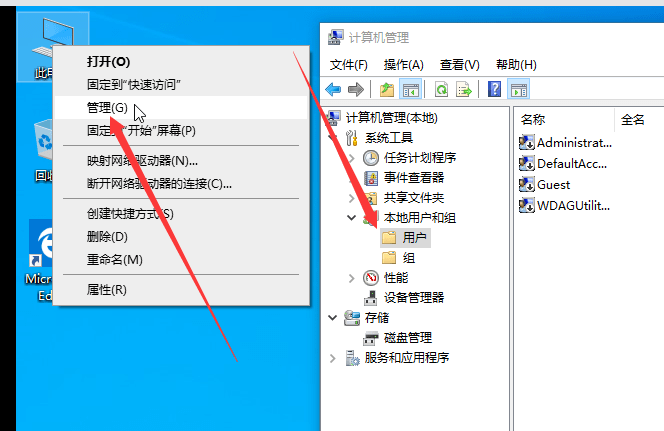 此电
回收
Micros
Ed
打开(O)
固定到"快速访问"
管理(G)
固定到"开始"屏幕(P)
映射网络驱动器(N)...
断开网络驱动器的连接(C)...
创建快捷方式(S)
删除(D)
重命名(M)
属性(R)
计算机管理
文件(F) 操作(A) 查看(V) 帮助(H)
计算机管理(本地)
系统工具
任务计划程序
事件查看器
共享文件夹
本地用户和组
用户
组
性能
设备管理器
存储
磁盘管理
服务和应用程序
名称 全名
Administrat...
DefaultAcc...
Guest
WDAGUtilit...